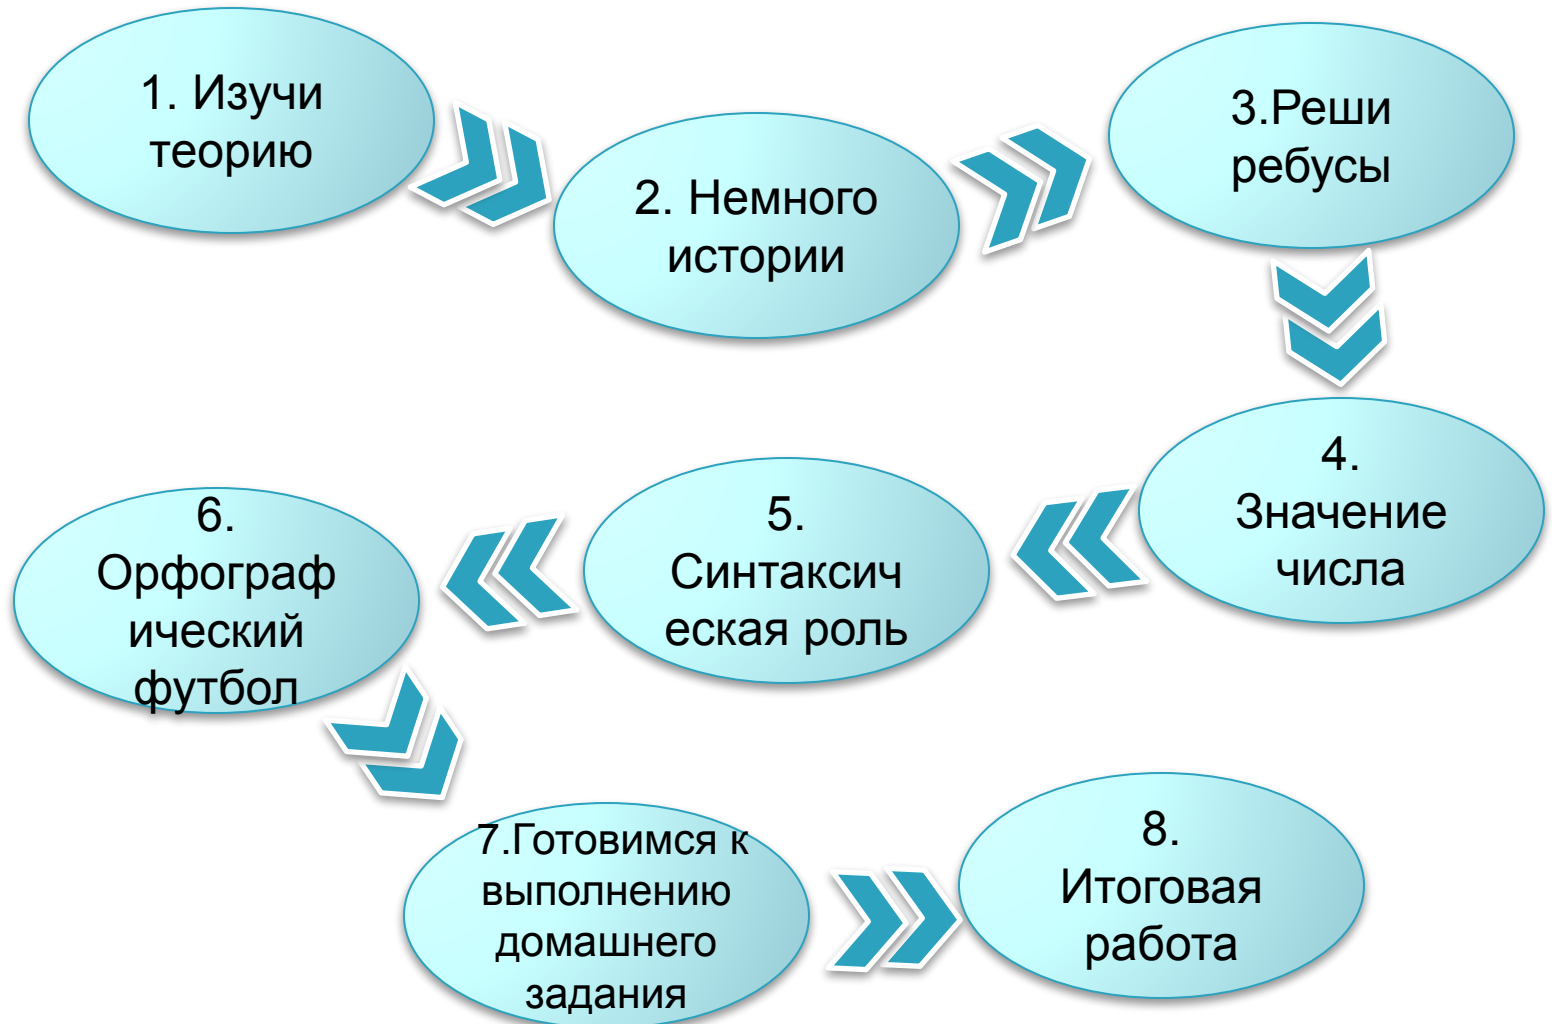 1. Изучи
теорию
2. Немного
истории
3.Реши
ребусы
4.
Значение
числа
5.
Синтаксич
еская роль
6.
Орфограф
ический
футбол
7.Готовимся к
выполнению
домашнего
задания
8.
Итоговая
работа